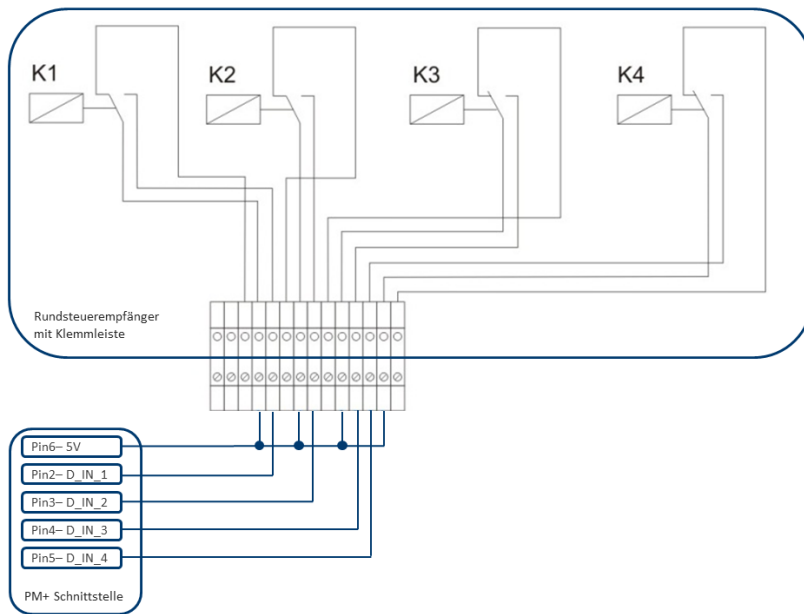 K1
K2
K3
K4
Rundsteuerempfänger
mit Klemmleiste
Pin6– 5V
Pin2– D_IN_1
Pin3– D_IN_2
Pin4– D_IN_3
Pin5– D_IN_4
PM+ Schnittstelle